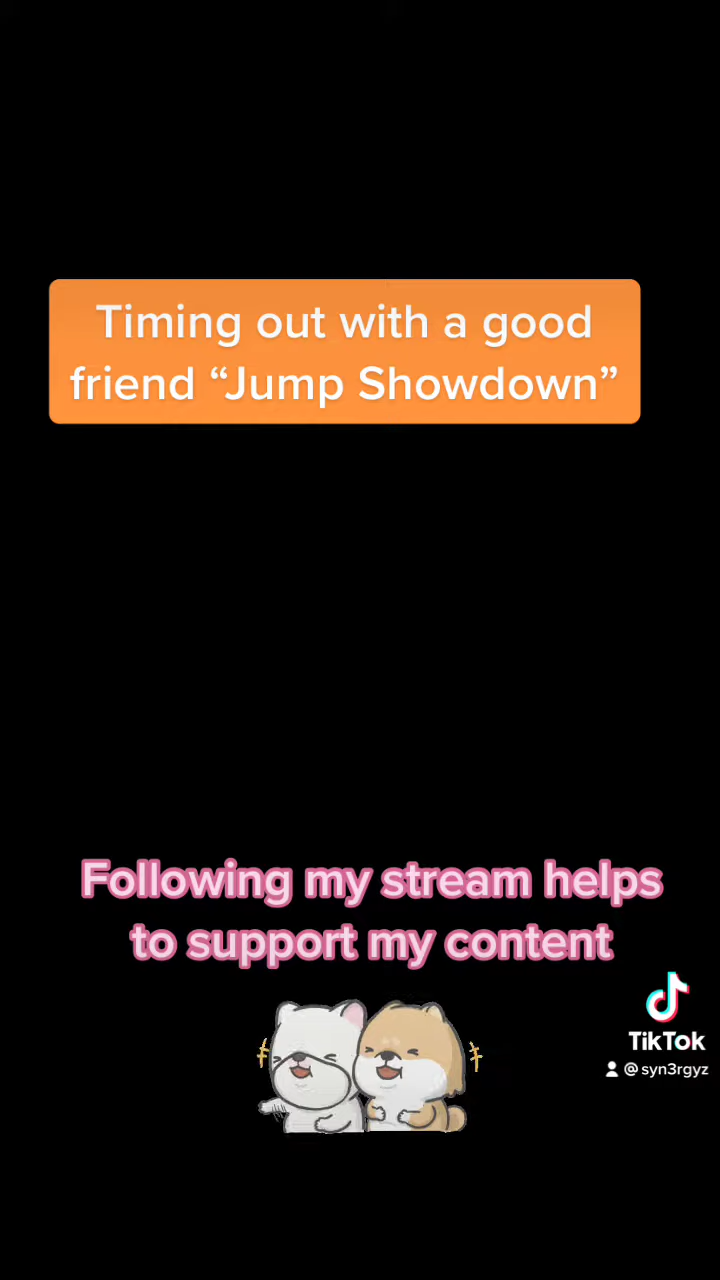 Timing out with a good
friend “Jump Showdown”
Following my stream helps
to support my content
TikTok
@syn3rgyz